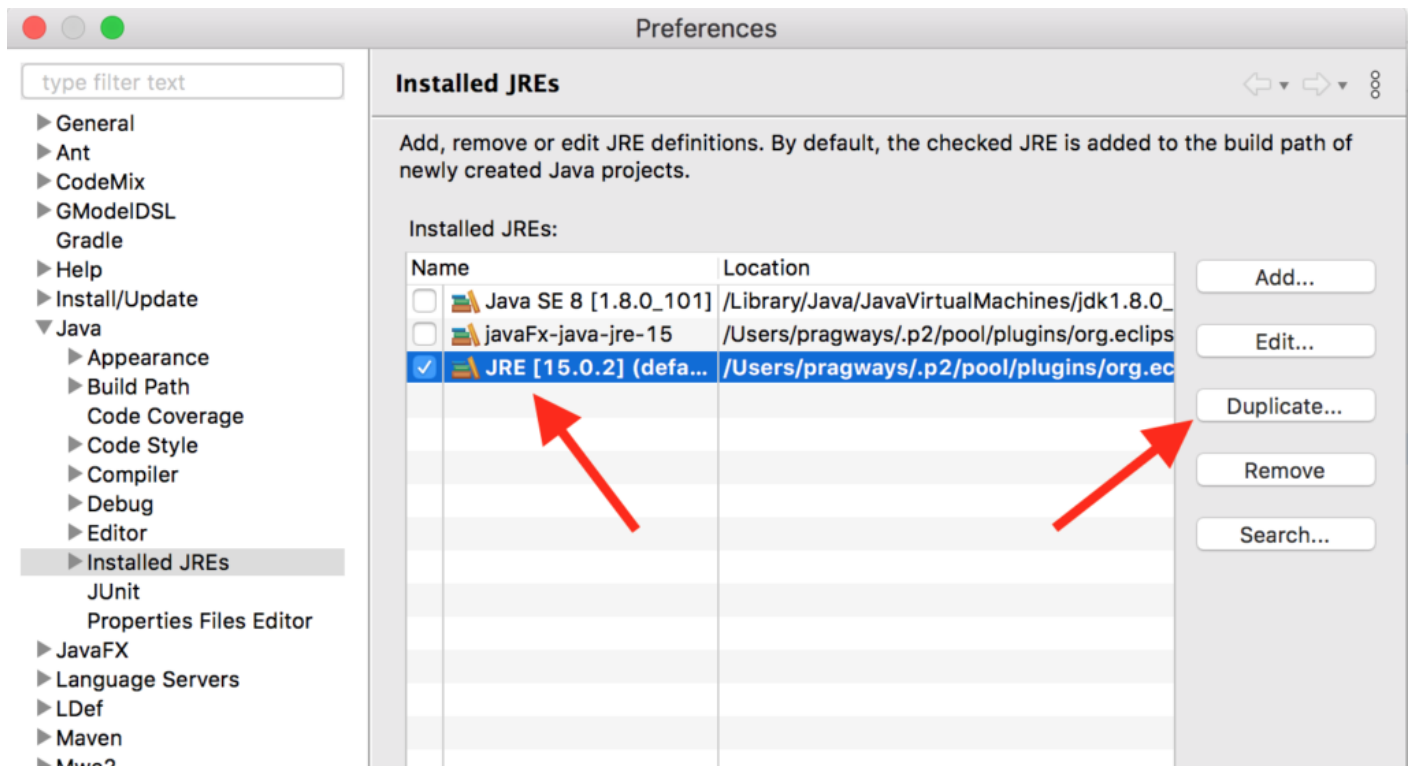 Preferences
type filter text
General
Ant
CodeMix
GModelDSL
Gradle
Help
Install/Update
Java
Appearance
Build Path
Code Coverage
Code Style
Compiler
Debug
Editor
Installed JREs
JUnit
Properties Files Editor
JavaFX
Language Servers
LDef
Maven
Installed JREs
Add, remove or edit JRE definitions. By default, the checked JRE is added to the build path of
newly created Java projects.
Installed JREs:
Name Location
Java SE 8 [1.8.0_101] /Library/Java/JavaVirtualMachines/jdk1.8.0_
javaFx-java-jre-15 /Users/pragways/.p2/pool/plugins/org.eclips
JRE [15.0.2] (defa... /Users/pragways/.p2/pool/plugins/org.ec
Add...
Edit...
Duplicate...
Remove
Search...